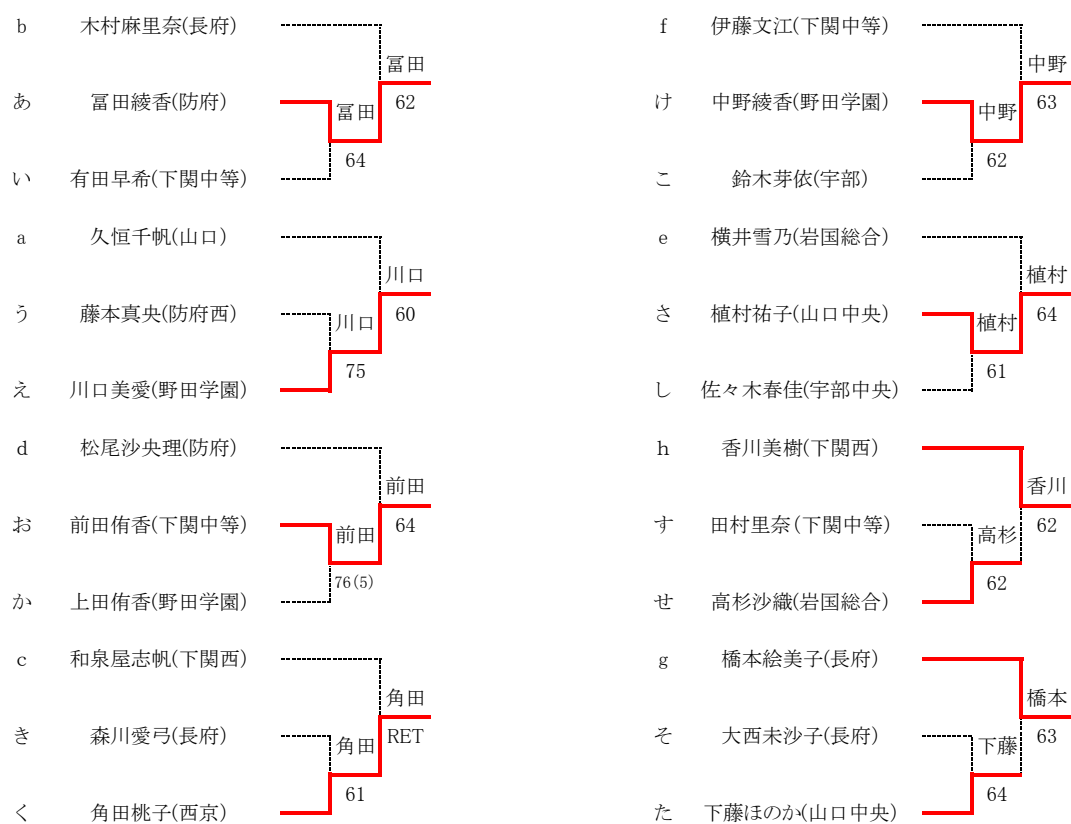 b 木村麻里奈(長府)
冨田
あ 冨田綾香(防府)
冨田 62
64
い 有田早希(下関中等)
a 久恒千帆(山口)
川口
う 藤本真央(防府西)
川口 60
75
え 川口美愛(野田学園)
d 松尾沙央理(防府)
前田
お 前田侑香(下関中等)
前田 64
76(5)
か 上田侑香(野田学園)
c 和泉屋志帆(下関西)
角田
き 森川愛弓(長府)
角田 RET
61
く 角田桃子(西京)
f 伊藤文江(下関中等)
中野
け 中野綾香(野田学園)
中野 63
62
こ 鈴木芽依(宇部)
e 横井雪乃(岩国総合)
植村
さ 植村祐子(山口中央)
植村 64
61
し 佐々木春佳(宇部中央)
h 香川美樹(下関西)
香川
す 田村里奈(下関中等)
高杉 62
62
せ 高杉沙織(岩国総合)
g 橋本絵美子(長府)
橋本
そ 大西未沙子(長府)
下藤 63
64
た 下藤ほのか(山口中央)